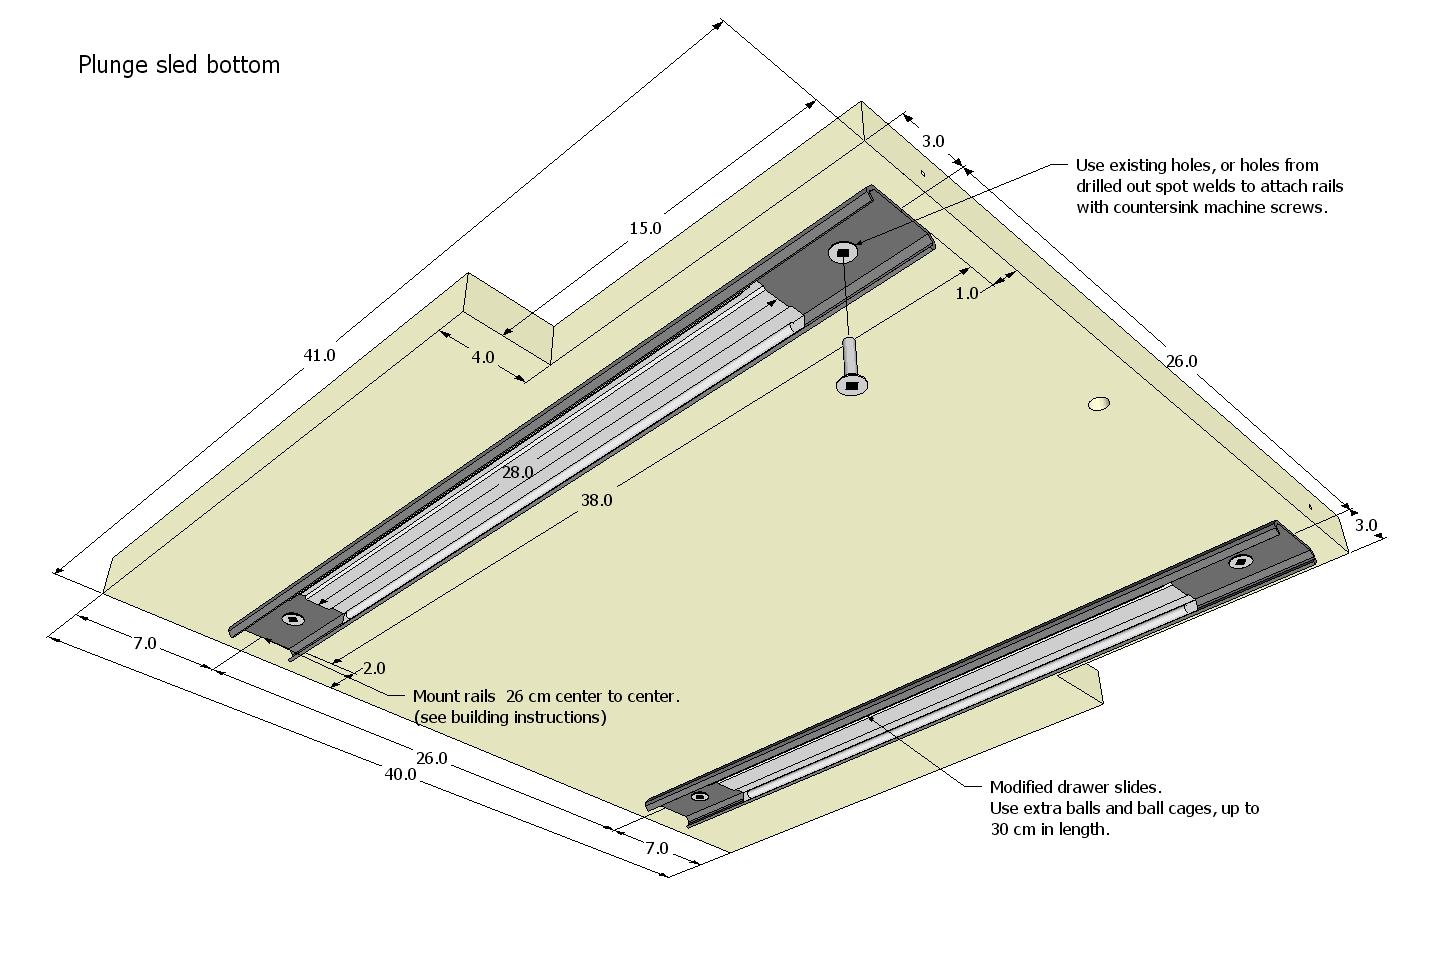 Plunge sled bottom
3.0
Use existing holes, or holes from
drilled out spot welds to attach rails
with countersink machine screws.
15.0
1.0
41.0
4.0
26.0
28.0
38.0
3.0
7.0
2.0
Mount rails 26 cm center to center.
(see building instructions)
26.0
40.0
Modified drawer slides.
Use extra balls and ball cages, up to
30 cm in length.
7.0